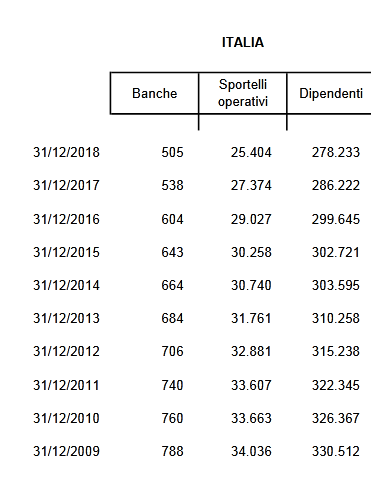 ITALIA
Banche Sportelli operativi Dipendenti
31/12/2018 505 25.404 278.233
31/12/2017 538 27.374 286.222
31/12/2016 604 29.027 299.645
31/12/2015 643 30.258 302.721
31/12/2014 664 30.740 303.595
31/12/2013 684 31.761 310.258
31/12/2012 706 32.881 315.238
31/12/2011 740 33.607 322.345
31/12/2010 760 33.663 326.367
31/12/2009 788 34.036 330.512